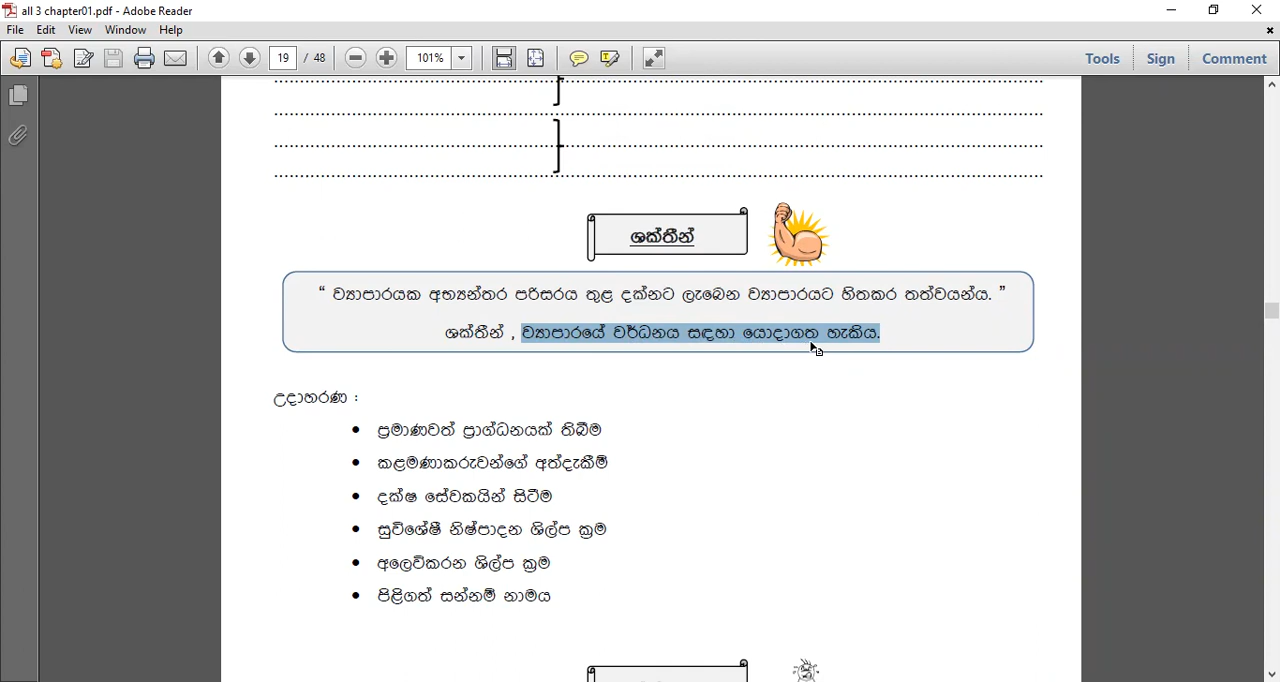 all 3 chapter01.pdf - Adobe Reader
File Edit View Window Help
19 / 48 101% Tools Sign Comment
ශක්තීන්
“ ව්‍යාපාරයක අභ්‍යන්තර පරිසරය තුළ දක්නට ලැබෙන ව්‍යාපාරයට හිතකර තත්වයන්ය. ”
ශක්තීන් , ව්‍යාපාරයේ වර්ධනය සඳහා යොදාගත හැකිය.
උදාහරණ :
• ප්‍රමාණවත් ප්‍රාග්ධනයක් තිබීම
• කළමණාකරුවන්ගේ අත්දැකීම්
• දක්ෂ සේවකයින් සිටීම
• සුවිශේෂී නිෂ්පාදන ශිල්ප ක්‍රම
• අලෙවිකරන ශිල්ප ක්‍රම
• පිළිගත් සන්නම් නාමය